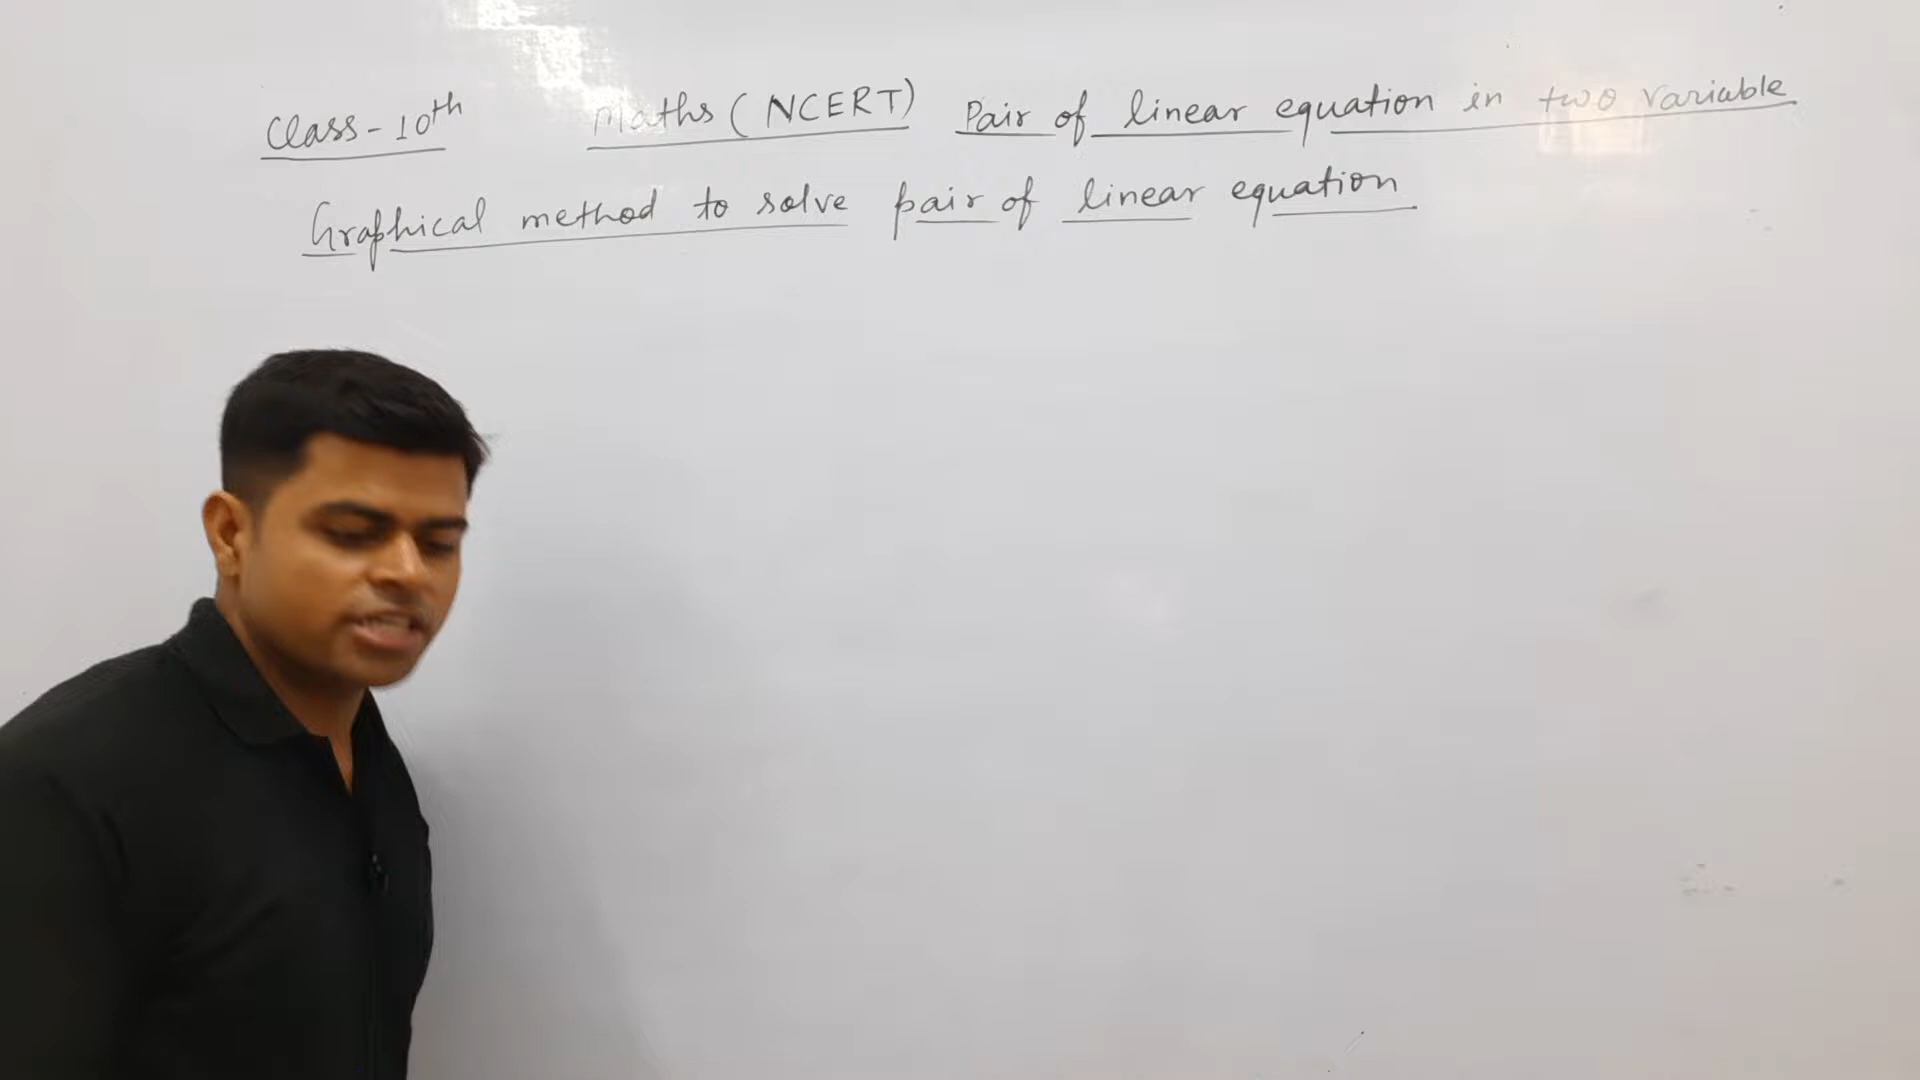 Class-10th Maths (NCERT) Pair of linear equation in two variable
Graphical method to solve pair of linear equation